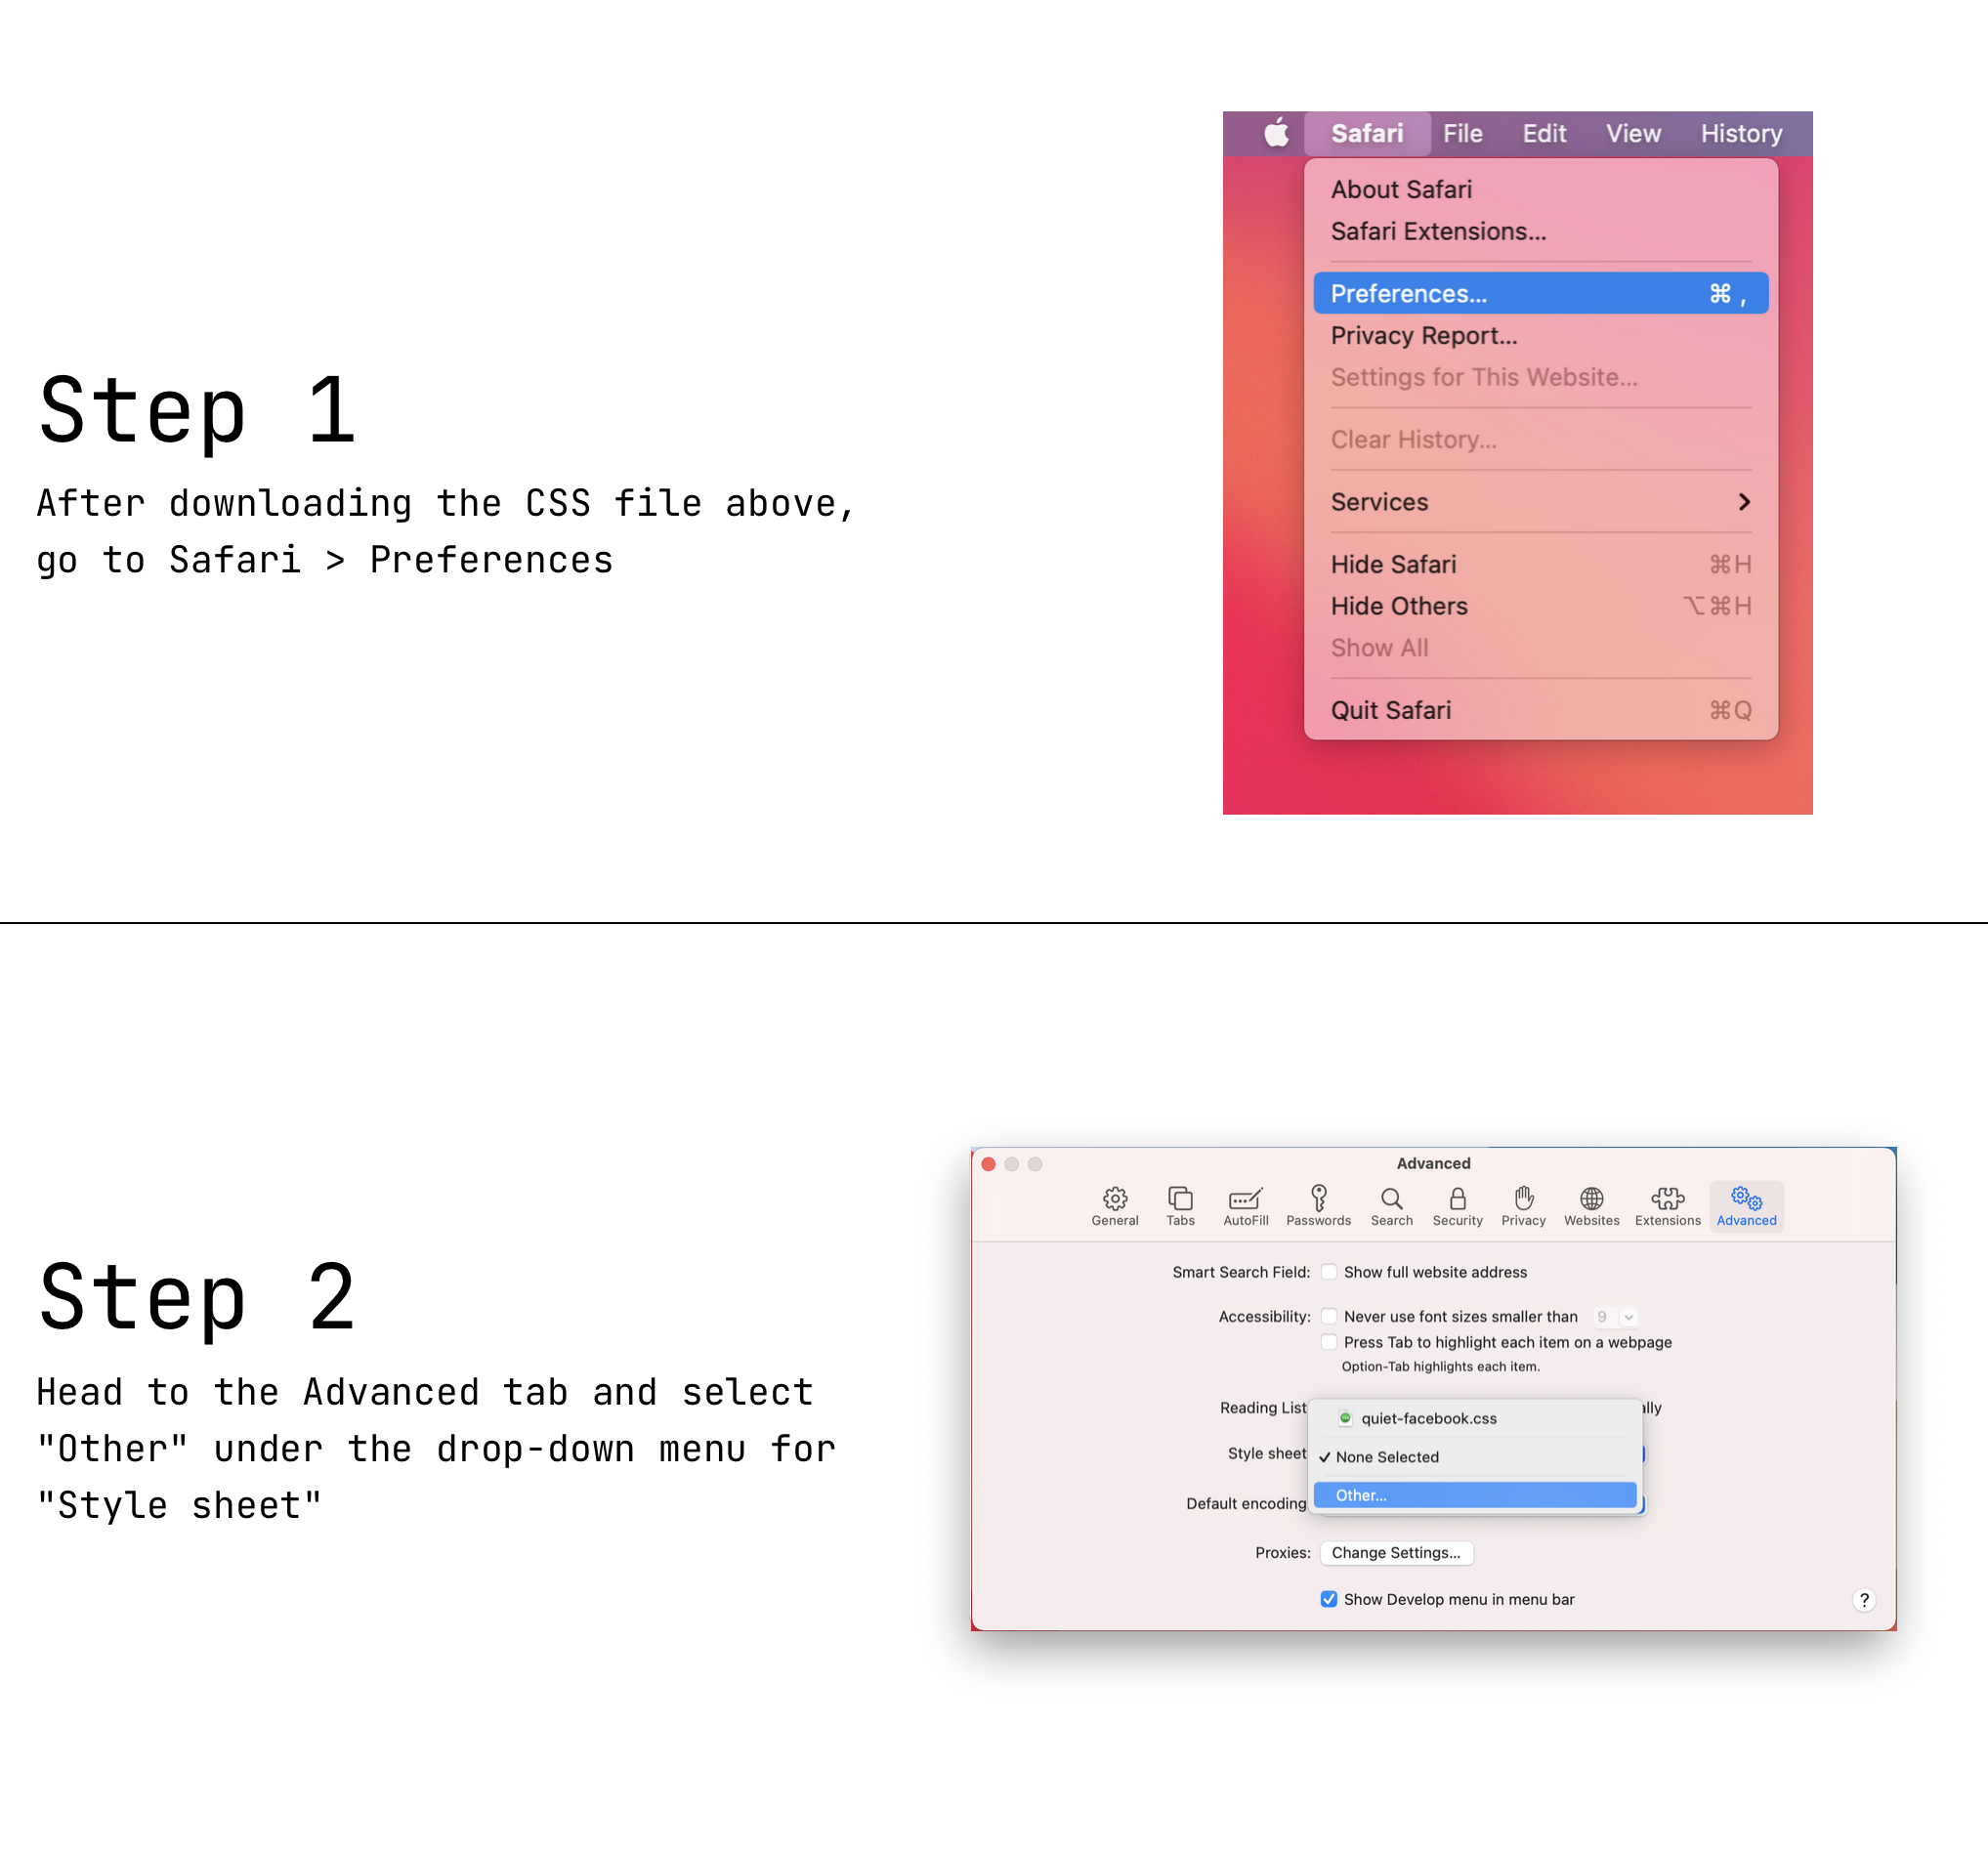 Step 1
After downloading the CSS file above,
go to Safari > Preferences
Safari File Edit View History
About Safari
Safari Extensions...
Preferences... ⌘ ,
Privacy Report...
Settings for This Website...
Clear History...
Services
Hide Safari ⌘H
Hide Others ⌥⌘H
Show All
Quit Safari ⌘Q
Step 2
Head to the Advanced tab and select
"Other" under the drop-down menu for
"Style sheet"
Advanced
General Tabs AutoFill Passwords Search Security Privacy Websites Extensions Advanced
Smart Search Field: Show full website address
Accessibility: Never use font sizes smaller than 9
Press Tab to highlight each item on a webpage
Option-Tab highlights each item.
Reading List ally
quiet-facebook.css
Style sheet
✓ None Selected
Other...
Default encoding
Proxies: Change Settings...
Show Develop menu in menu bar
?